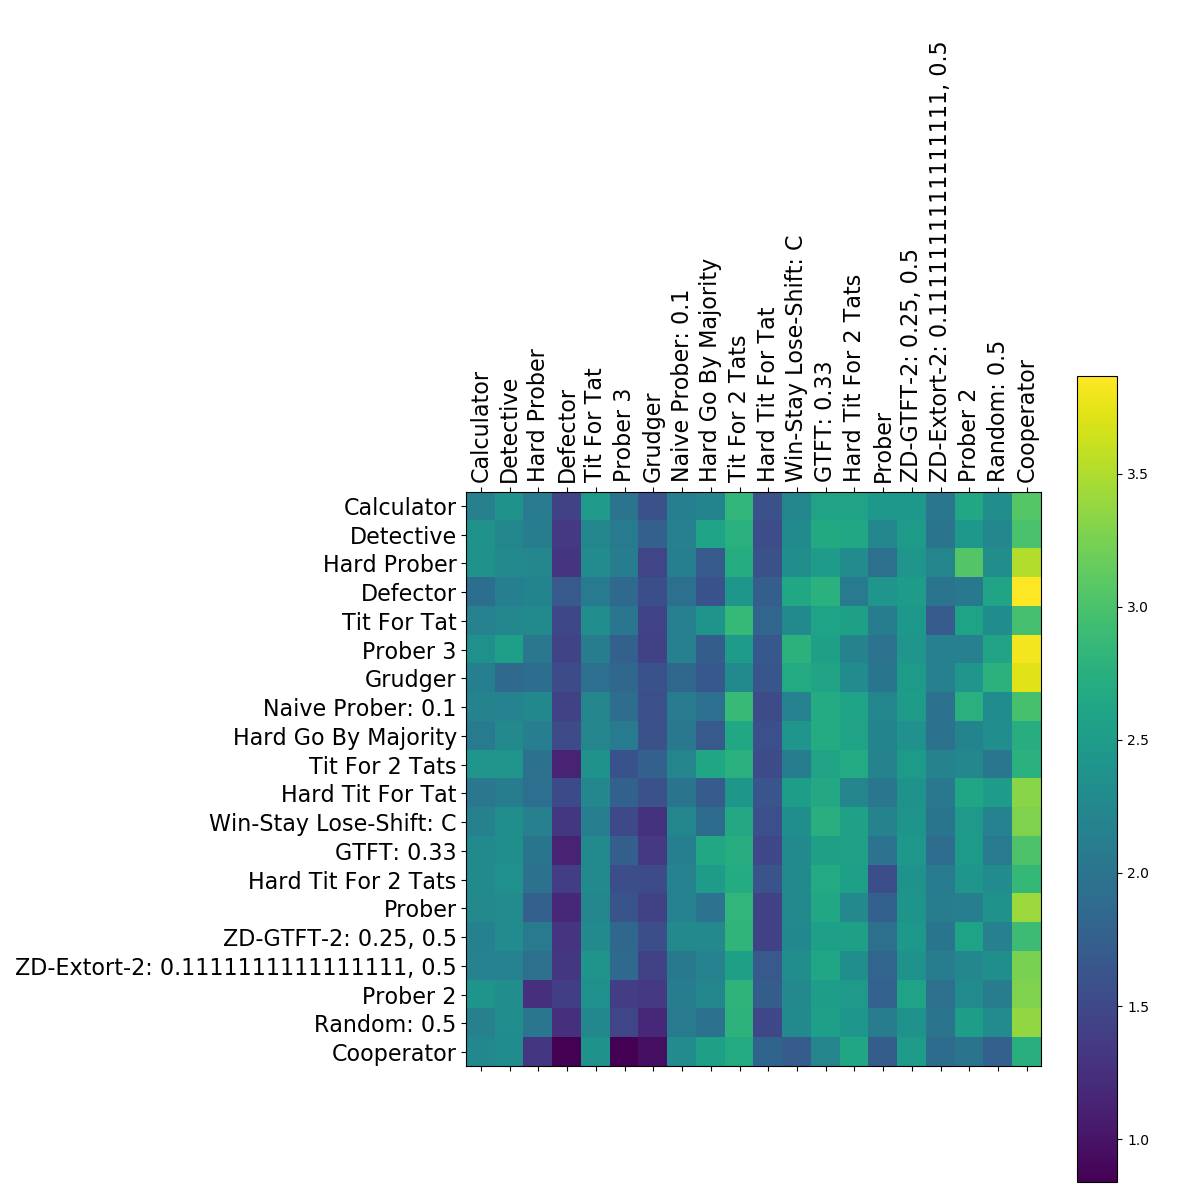 Calculator
Detective
Hard Prober
Defector
Tit For Tat
Prober 3
Grudger
Naive Prober: 0.1
Hard Go By Majority
Tit For 2 Tats
Hard Tit For Tat
Win-Stay Lose-Shift: C
GTFT: 0.33
Hard Tit For 2 Tats
Prober
ZD-GTFT-2: 0.25, 0.5
ZD-Extort-2: 0.1111111111111111, 0.5
Prober 2
Random: 0.5
Cooperator
Calculator
Detective
Hard Prober
Defector
Tit For Tat
Prober 3
Grudger
Naive Prober: 0.1
Hard Go By Majority
Tit For 2 Tats
Hard Tit For Tat
Win-Stay Lose-Shift: C
GTFT: 0.33
Hard Tit For 2 Tats
Prober
ZD-GTFT-2: 0.25, 0.5
ZD-Extort-2: 0.1111111111111111, 0.5
Prober 2
Random: 0.5
Cooperator
3.5
3.0
2.5
2.0
1.5
1.0